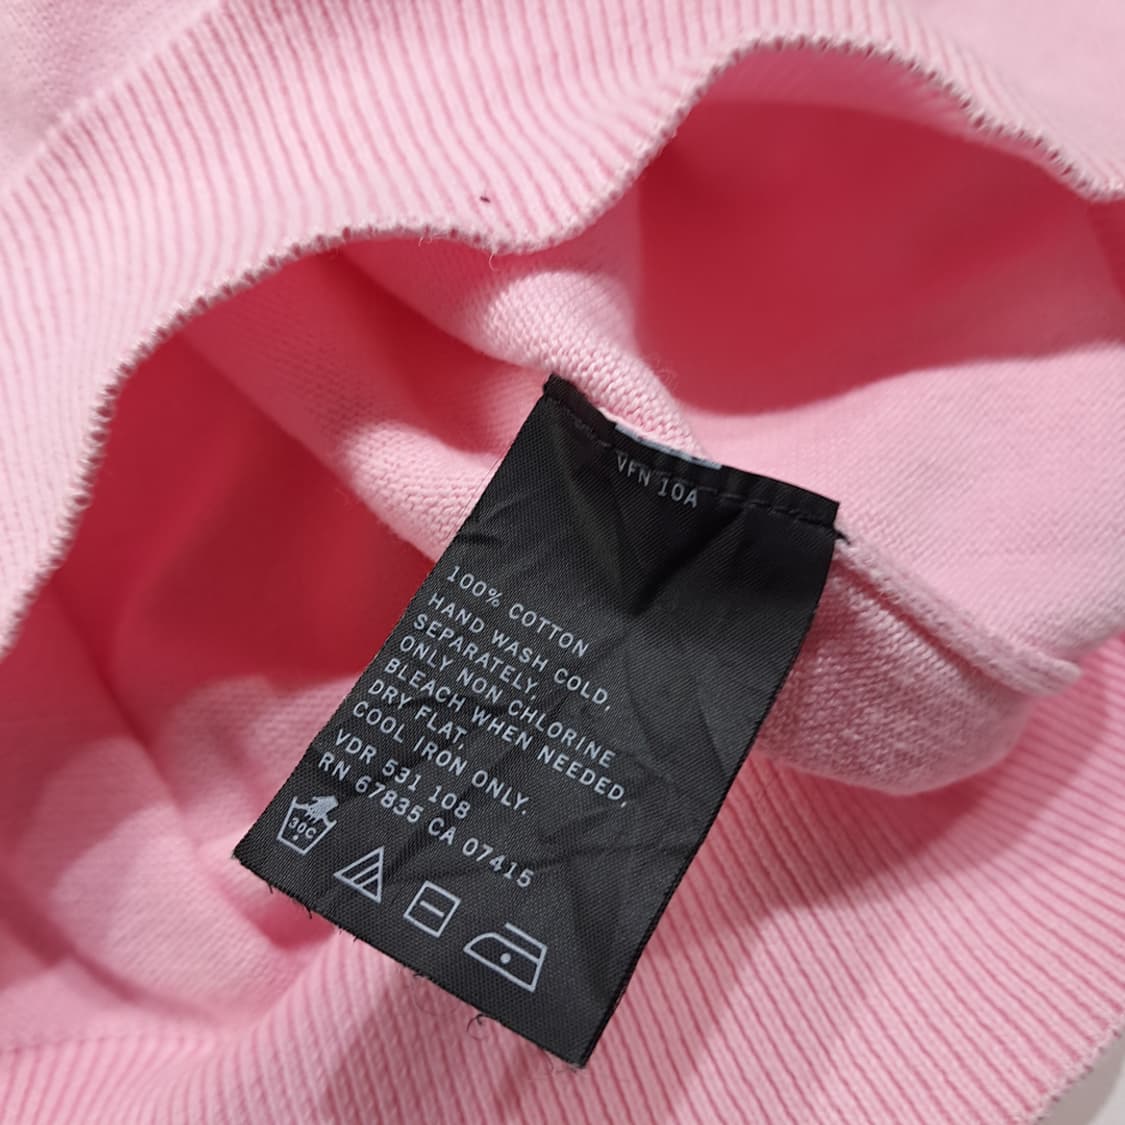 VFN 10A
100% COTTON
HAND WASH COLD,
SEPARATELY,
ONLY NON CHLORINE
BLEACH WHEN NEEDED,
DRY FLAT,
COOL IRON ONLY.
VDR 531 108
RN 67835 CA 07415
30C